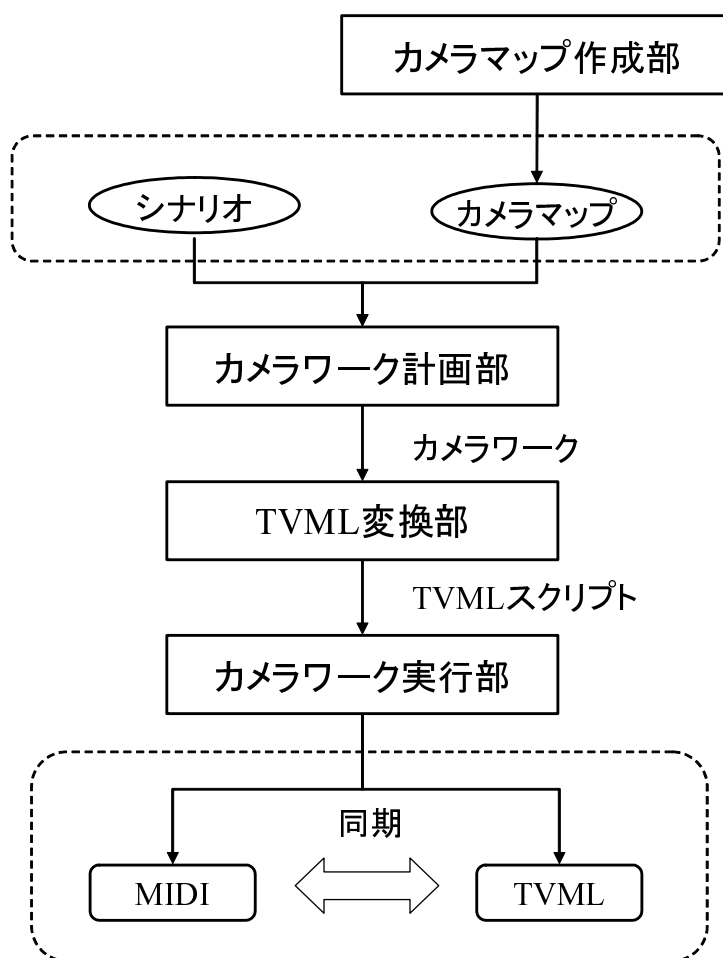 カメラマップ作成部
シナリオ
カメラマップ
カメラワーク計画部
カメラワーク
TVML変換部
TVMLスクリプト
カメラワーク実行部
同期
MIDI
TVML